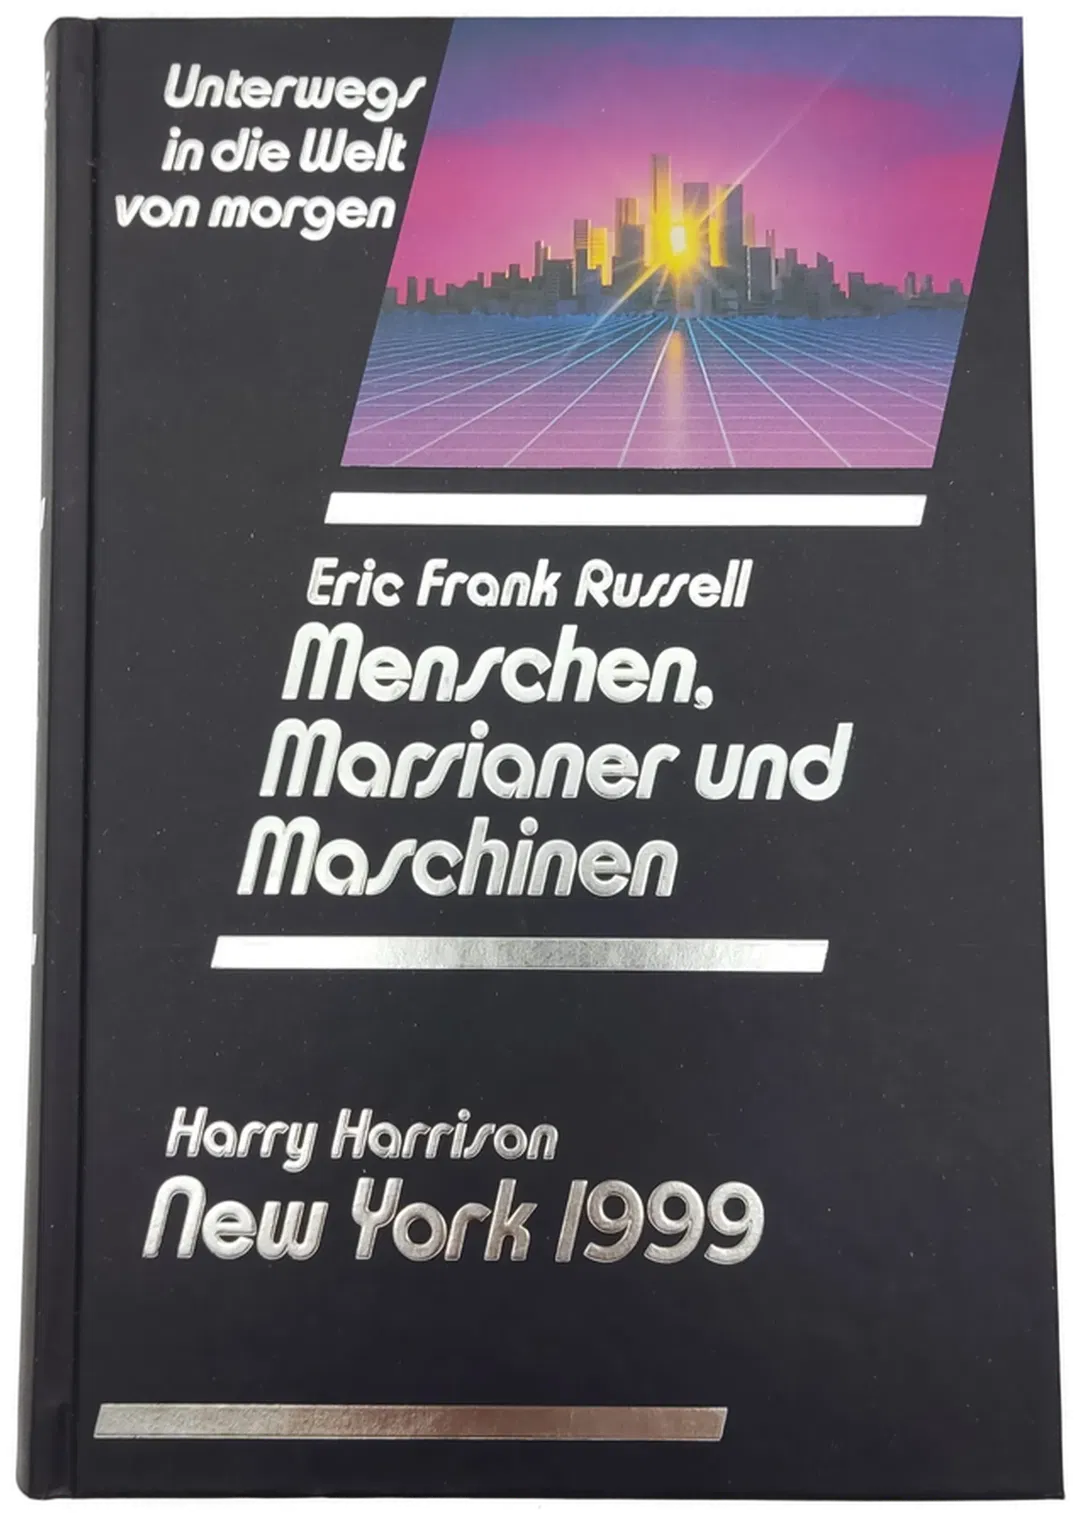 Unterwegs
in die Welt
von morgen
Eric Frank Russell
Menschen,
Marsianer und
Maschinen
Harry Harrison
New York 1999